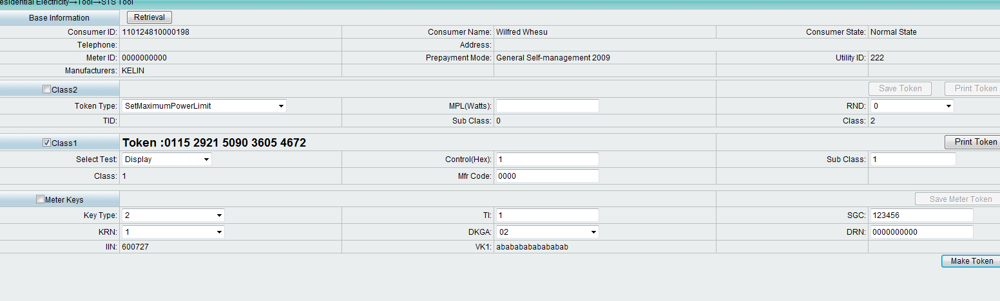 esidential Electricity→Tool→STS Tool
Base Information Retrieval
Consumer ID: 110124810000198 Consumer Name: Wilfred Whesu Consumer State: Normal State
Telephone: Address:
Meter ID: 0000000000 Prepayment Mode: General Self-management 2009 Utility ID: 222
Manufacturers: KELIN
Class2 Save Token Print Token
Token Type: SetMaximumPowerLimit MPL(Watts): RND: 0
TID: Sub Class: 0 Class: 2
Class1 Token :0115 2921 5090 3605 4672 Print Token
Select Test: Display Control(Hex): 1 Sub Class: 1
Class: 1 Mfr Code: 0000
Meter Keys Save Meter Token
Key Type: 2 TI: 1 SGC: 123456
KRN: 1 DKGA: 02 DRN: 0000000000
IIN: 600727 VK1: abababababababab
Make Token